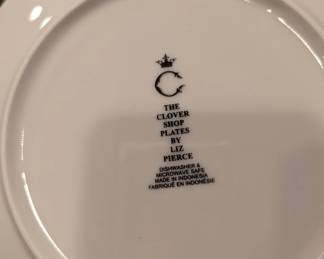 C
THE
CLOVER
SHOP
PLATES
BY
LIZ
PIERCE
DISHWASHER &
MICROWAVE SAFE
MADE IN INDONESIA
FABRIQUÉ EN INDONÉSIE